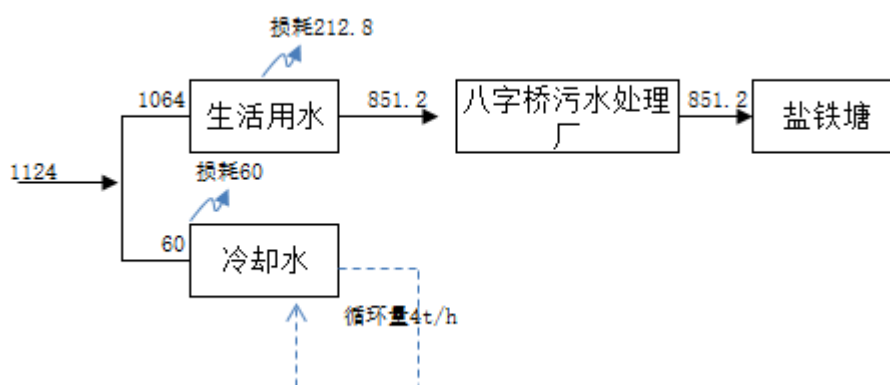 损耗212.8
1064
生活用水
851.2
八字桥污水处理
厂
851.2
盐铁塘
1124
损耗60
60
冷却水
循环量4t/h